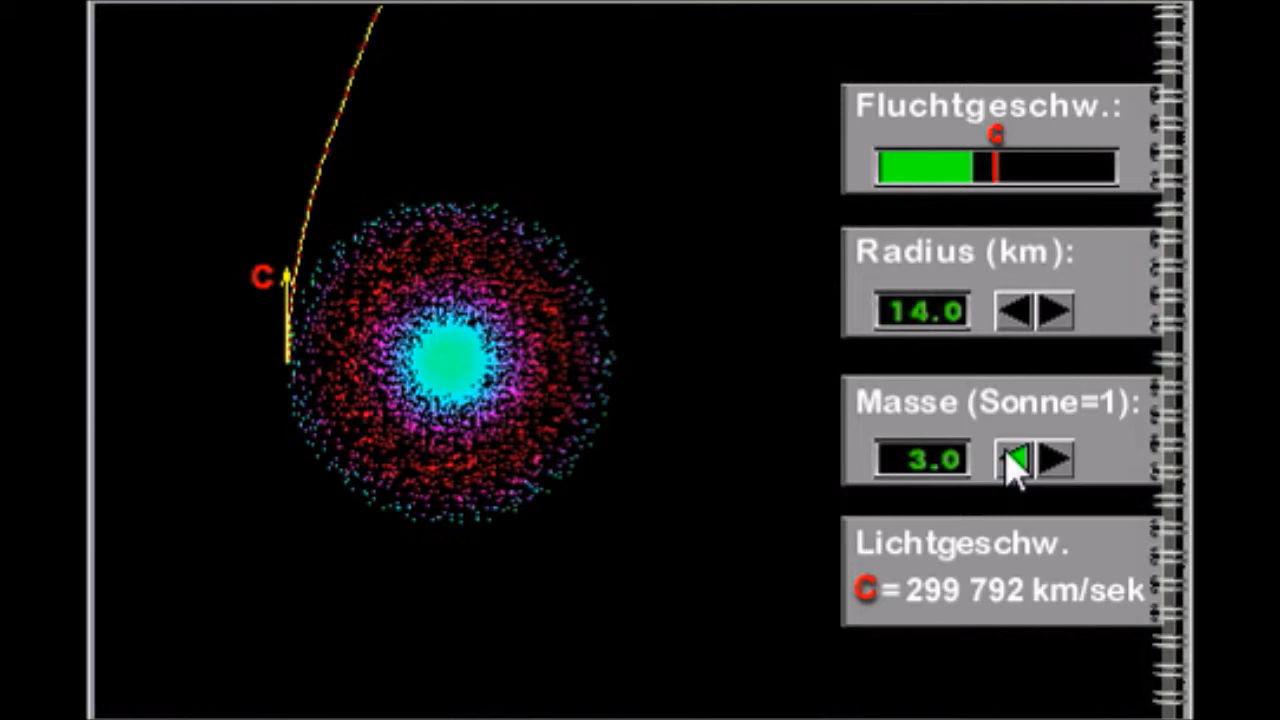 C
Fluchtgeschw.:
C
Radius (km):
14.0
Masse (Sonne=1):
3.0
Lichtgeschw.
C = 299 792 km/sek